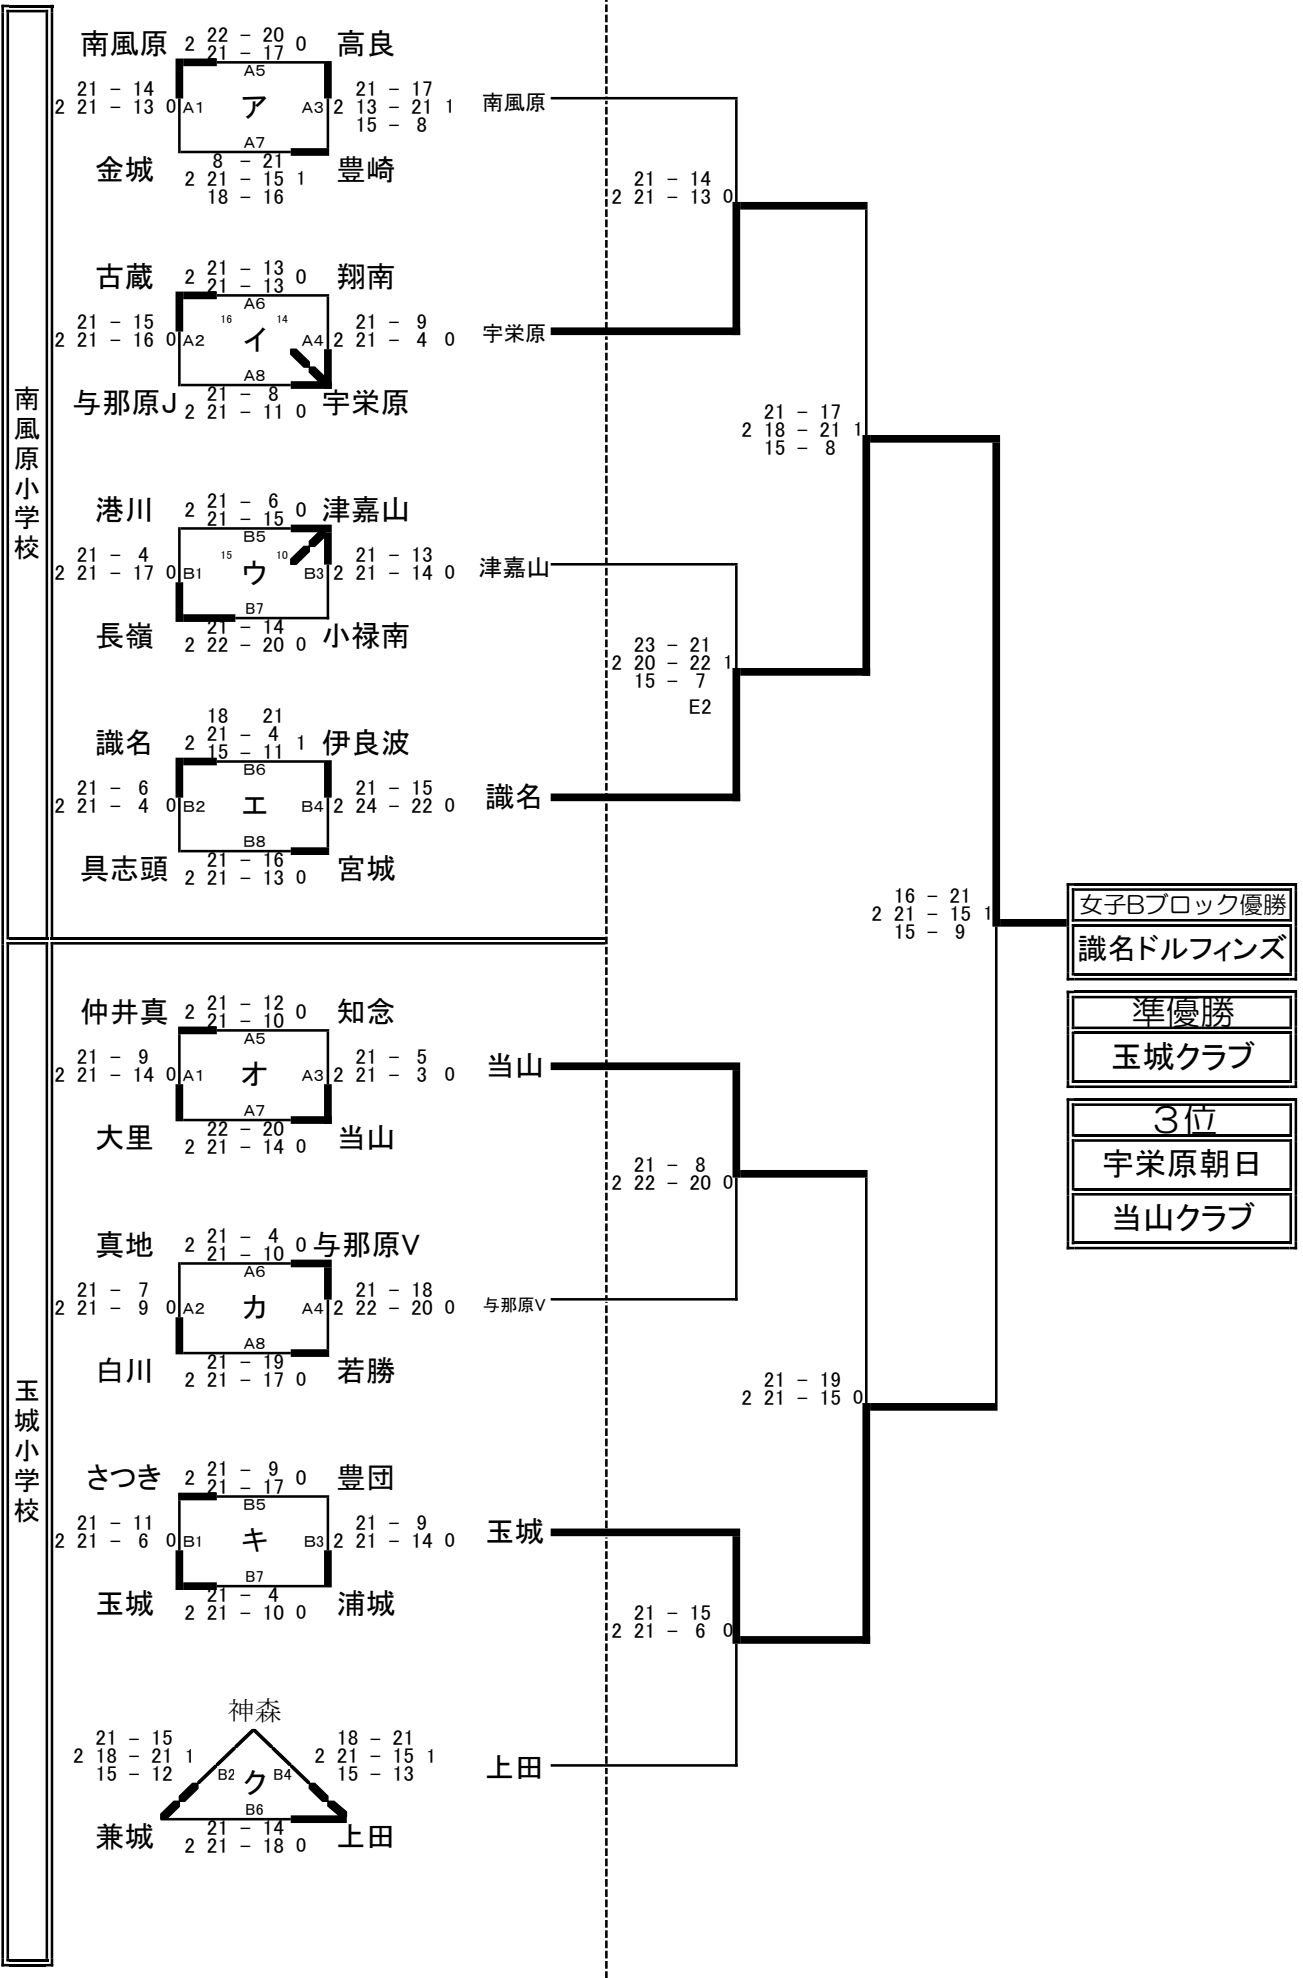 南風原小学校
南風原 2 22 - 20 0 高良
21 - 17
A5
21 - 14
2 21 - 13 0 A1 ア A3 2 13 - 21 1
21 - 17
15 - 8
A7
金城 8 - 21 豊崎
2 21 - 15 1
18 - 16
古蔵 2 21 - 13 0 翔南
21 - 13
A6
16 14
21 - 15
2 21 - 16 0 A2 イ A4 2 21 - 4 0
21 - 9
A8
与那原J 21 - 8 宇栄原
2 21 - 11 0
港川 2 21 - 6 0 津嘉山
21 - 15
B5
15 10
21 - 4
2 21 - 17 0 B1 ウ B3 2 21 - 14 0
21 - 13
B7
長嶺 21 - 14 小禄南
2 22 - 20 0
18 21
識名 2 21 - 4 1 伊良波
15 - 11
B6
21 - 6
2 21 - 4 0 B2 エ B4 2 24 - 22 0
21 - 15
B8
具志頭 21 - 16 宮城
2 21 - 13 0
玉城小学校
仲井真 2 21 - 12 0 知念
21 - 10
A5
21 - 9
2 21 - 14 0 A1 オ A3 2 21 - 3 0
21 - 5
A7
大里 22 - 20 当山
2 21 - 14 0
真地 2 21 - 4 0 与那原V
21 - 10
A6
21 - 7
2 21 - 9 0 A2 カ A4 2 22 - 20 0
21 - 18
A8
白川 21 - 19 若勝
2 21 - 17 0
さつき 2 21 - 9 0 豊団
21 - 17
B5
21 - 11
2 21 - 6 0 B1 キ B3 2 21 - 14 0
21 - 9
B7
玉城 21 - 4 浦城
2 21 - 10 0
神森
21 - 15
2 18 - 21 1
15 - 12
18 - 21
2 21 - 15 1
15 - 13
B2 ク B4
B6
兼城 21 - 14 上田
2 21 - 18 0
南風原
21 - 14
2 21 - 13 0
宇栄原
21 - 17
2 18 - 21 1
15 - 8
津嘉山
23 - 21
2 20 - 22 1
15 - 7
E2
識名
16 - 21
2 21 - 15 1
15 - 9
当山
21 - 8
2 22 - 20 0
与那原V
21 - 19
2 21 - 15 0
玉城
21 - 15
2 21 - 6 0
上田
女子Bブロック優勝
識名ドルフィンズ
準優勝
玉城クラブ
３位
宇栄原朝日
当山クラブ